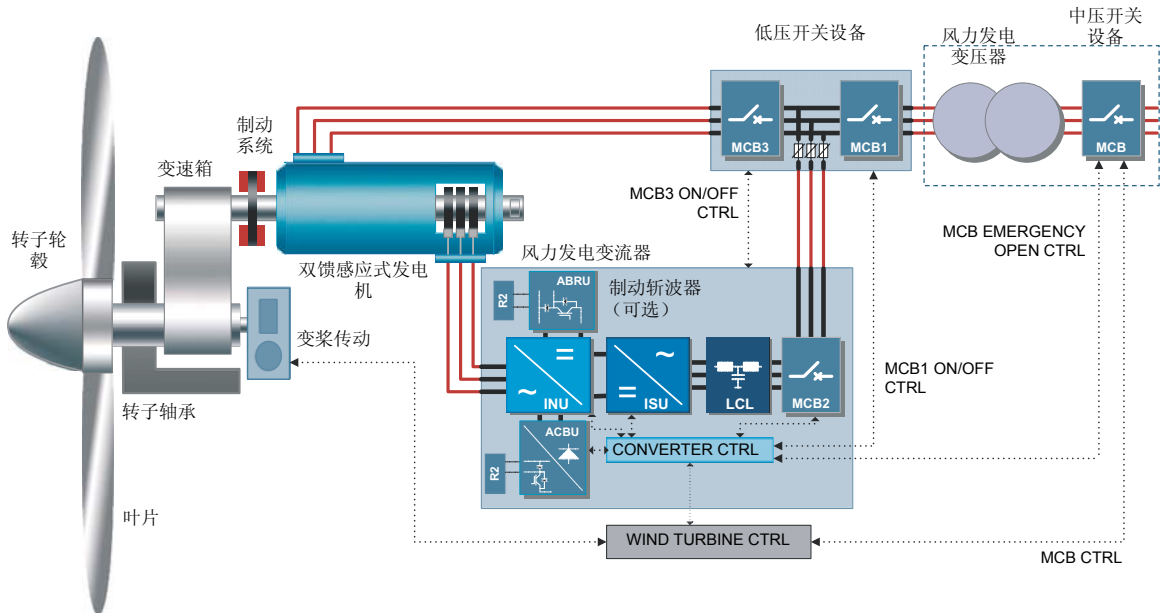 低压开关设备
风力发电
变压器
中压开关
设备
制动
系统
变速箱
MCB3
MCB1
MCB
MCB3 ON/OFF
CTRL
MCB EMERGENCY
OPEN CTRL
转子轮
毂
双馈感应式发电
机
风力发电变流器
ABRU
R2
制动斩波器
（可选）
变桨传动
MCB1 ON/OFF
CTRL
转子轴承
=
~
INU
~
=
ISU
LCL
MCB2
ACBU
R2
CONVERTER CTRL
叶片
WIND TURBINE CTRL
MCB CTRL